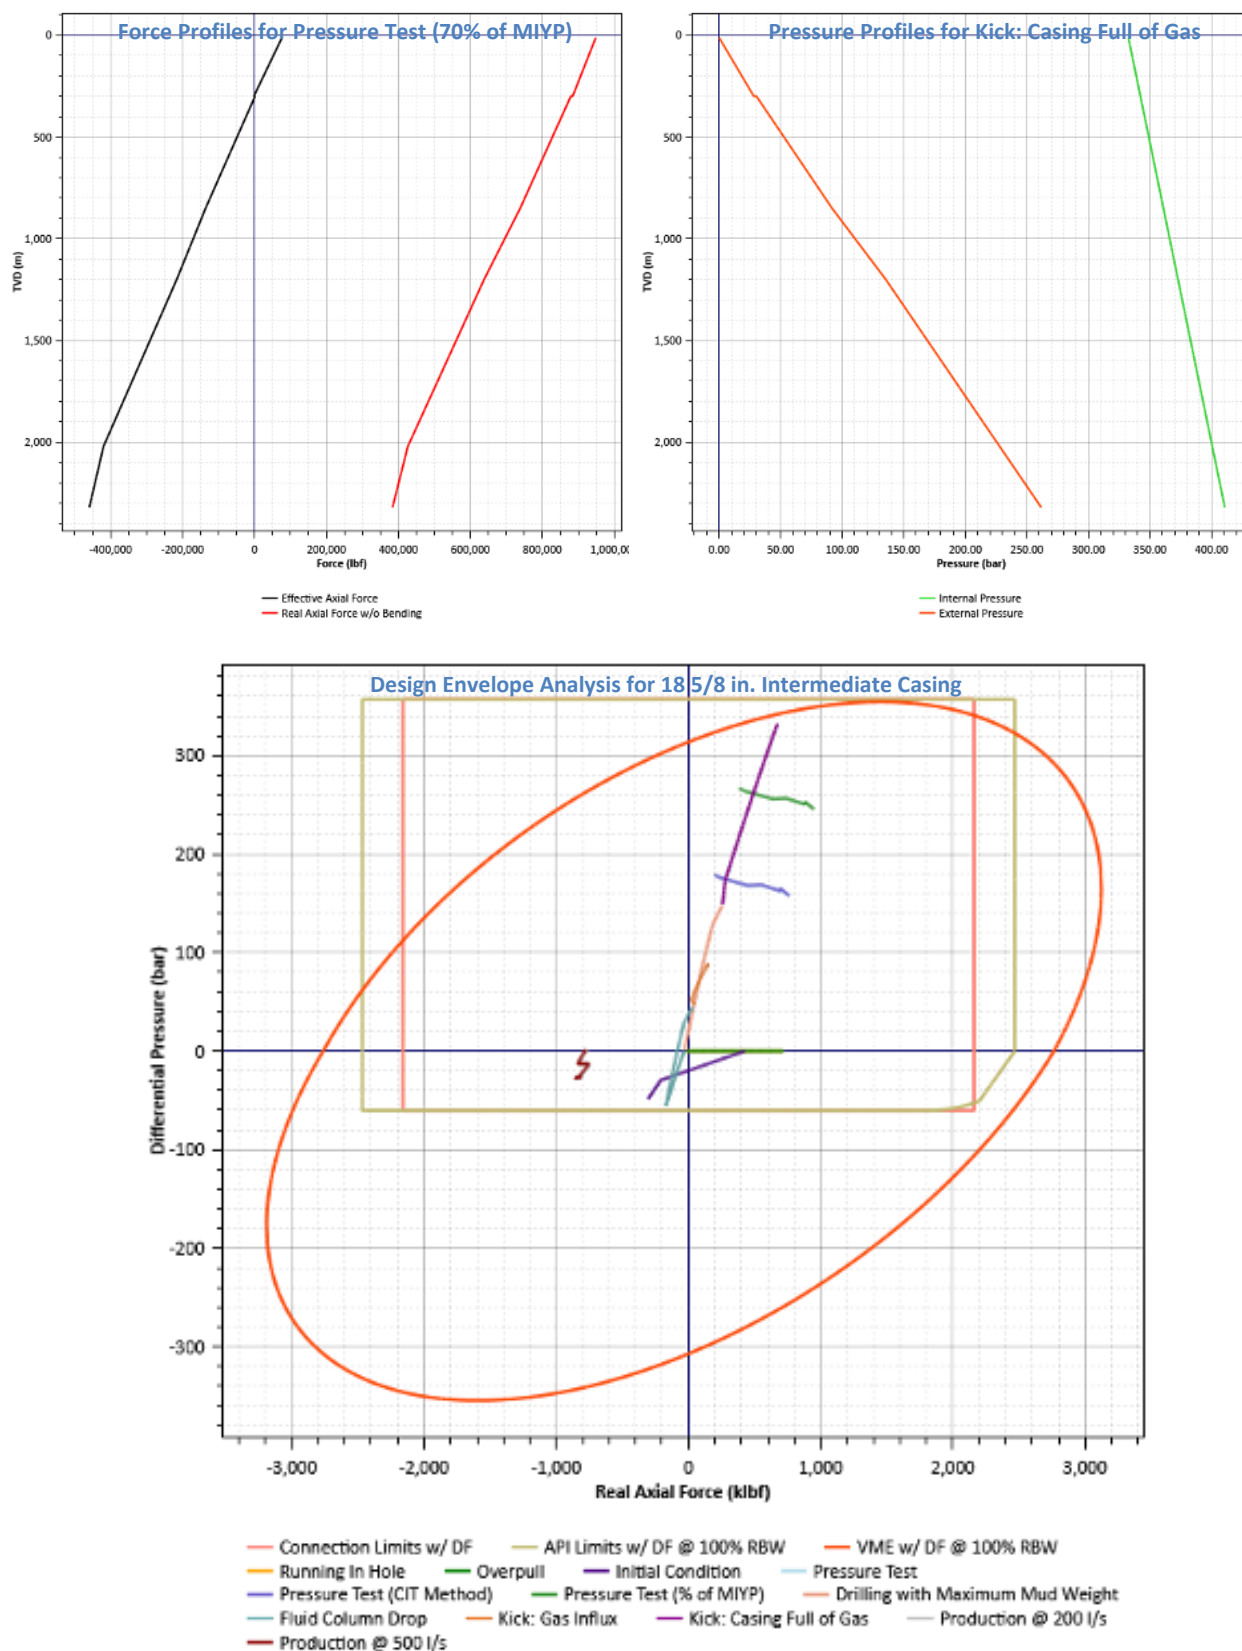 Force Profiles for Pressure Test (70% of MIYP)
0
500
1,000
1,500
2,000
TVD (m)
-400,000 -200,000 0 200,000 400,000 600,000 800,000 1,000,0
Force (lbf)
Effective Axial Force
Real Axial Force w/o Bending
Pressure Profiles for Kick: Casing Full of Gas
0
500
1,000
1,500
2,000
TVD (m)
0.00 50.00 100.00 150.00 200.00 250.00 300.00 350.00 400.00
Pressure (bar)
Internal Pressure
External Pressure
Design Envelope Analysis for 18 5/8 in. Intermediate Casing
300
200
100
0
-100
-200
-300
Differential Pressure (bar)
-3,000 -2,000 -1,000 0 1,000 2,000 3,000
Real Axial Force (klbf)
Connection Limits w/ DF API Limits w/ DF @ 100% RBW VME w/ DF @ 100% RBW
Running In Hole Overpull Initial Condition Pressure Test
Pressure Test (CIT Method) Pressure Test (% of MIYP) Drilling with Maximum Mud Weight
Fluid Column Drop Kick: Gas Influx Kick: Casing Full of Gas Production @ 200 l/s
Production @ 500 l/s